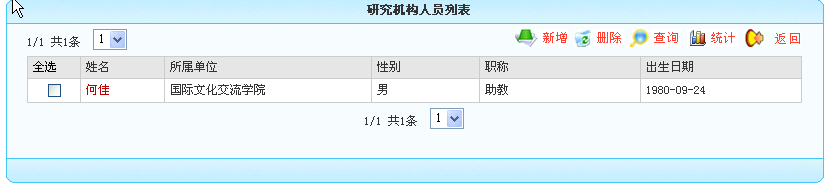 研究机构人员列表
1/1 共1条 1 新增 删除 查询 统计 返回
全选 姓名 所属单位 性别 职称 出生日期
何佳 国际文化交流学院 男 助教 1980-09-24
1/1 共1条 1